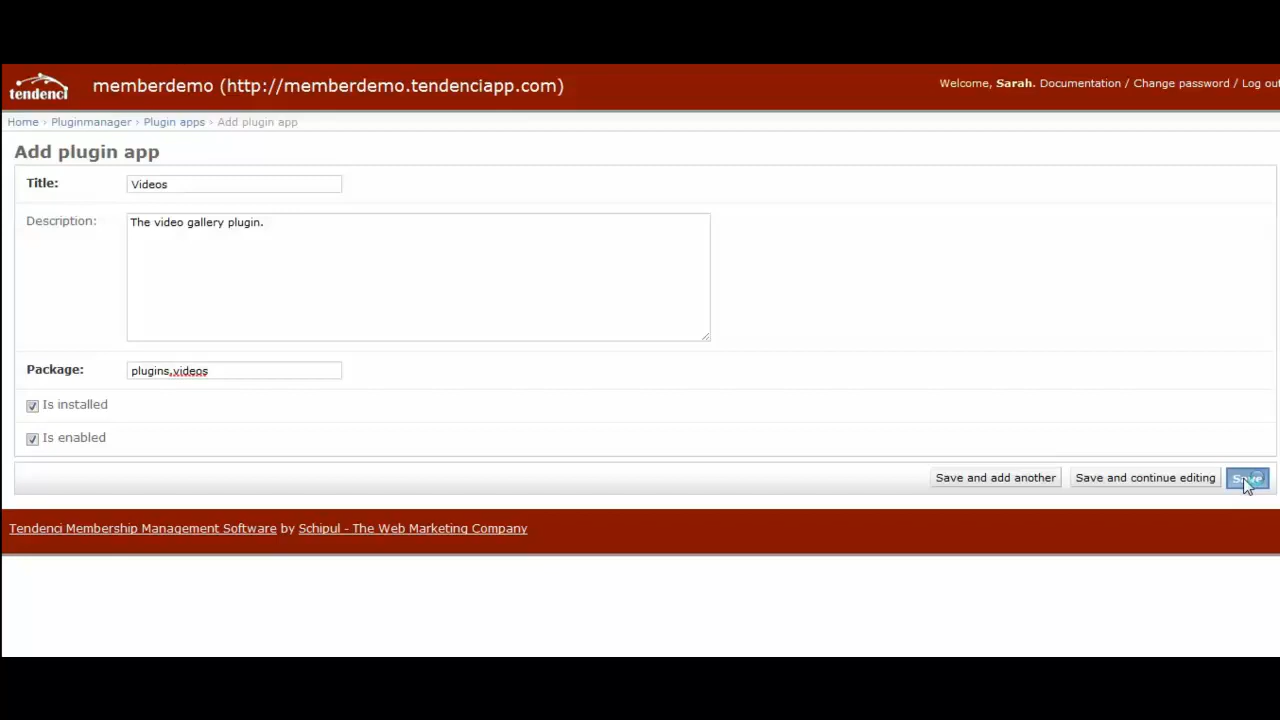 tendenci
memberdemo (http://memberdemo.tendenciapp.com)
Welcome, Sarah. Documentation / Change password / Log out
Home › Pluginmanager › Plugin apps › Add plugin app
Add plugin app
Title: Videos
Description: The video gallery plugin.
Package: plugins.videos
Is installed
Is enabled
Save and add another Save and continue editing Save
Tendenci Membership Management Software by Schipul - The Web Marketing Company